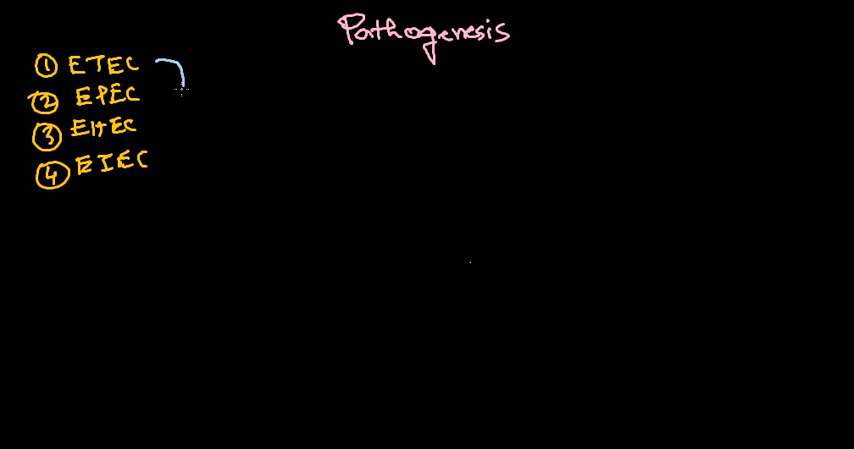 Pathogenesis
① ETEC
② EPEC
③ EHEC
④ EIEC